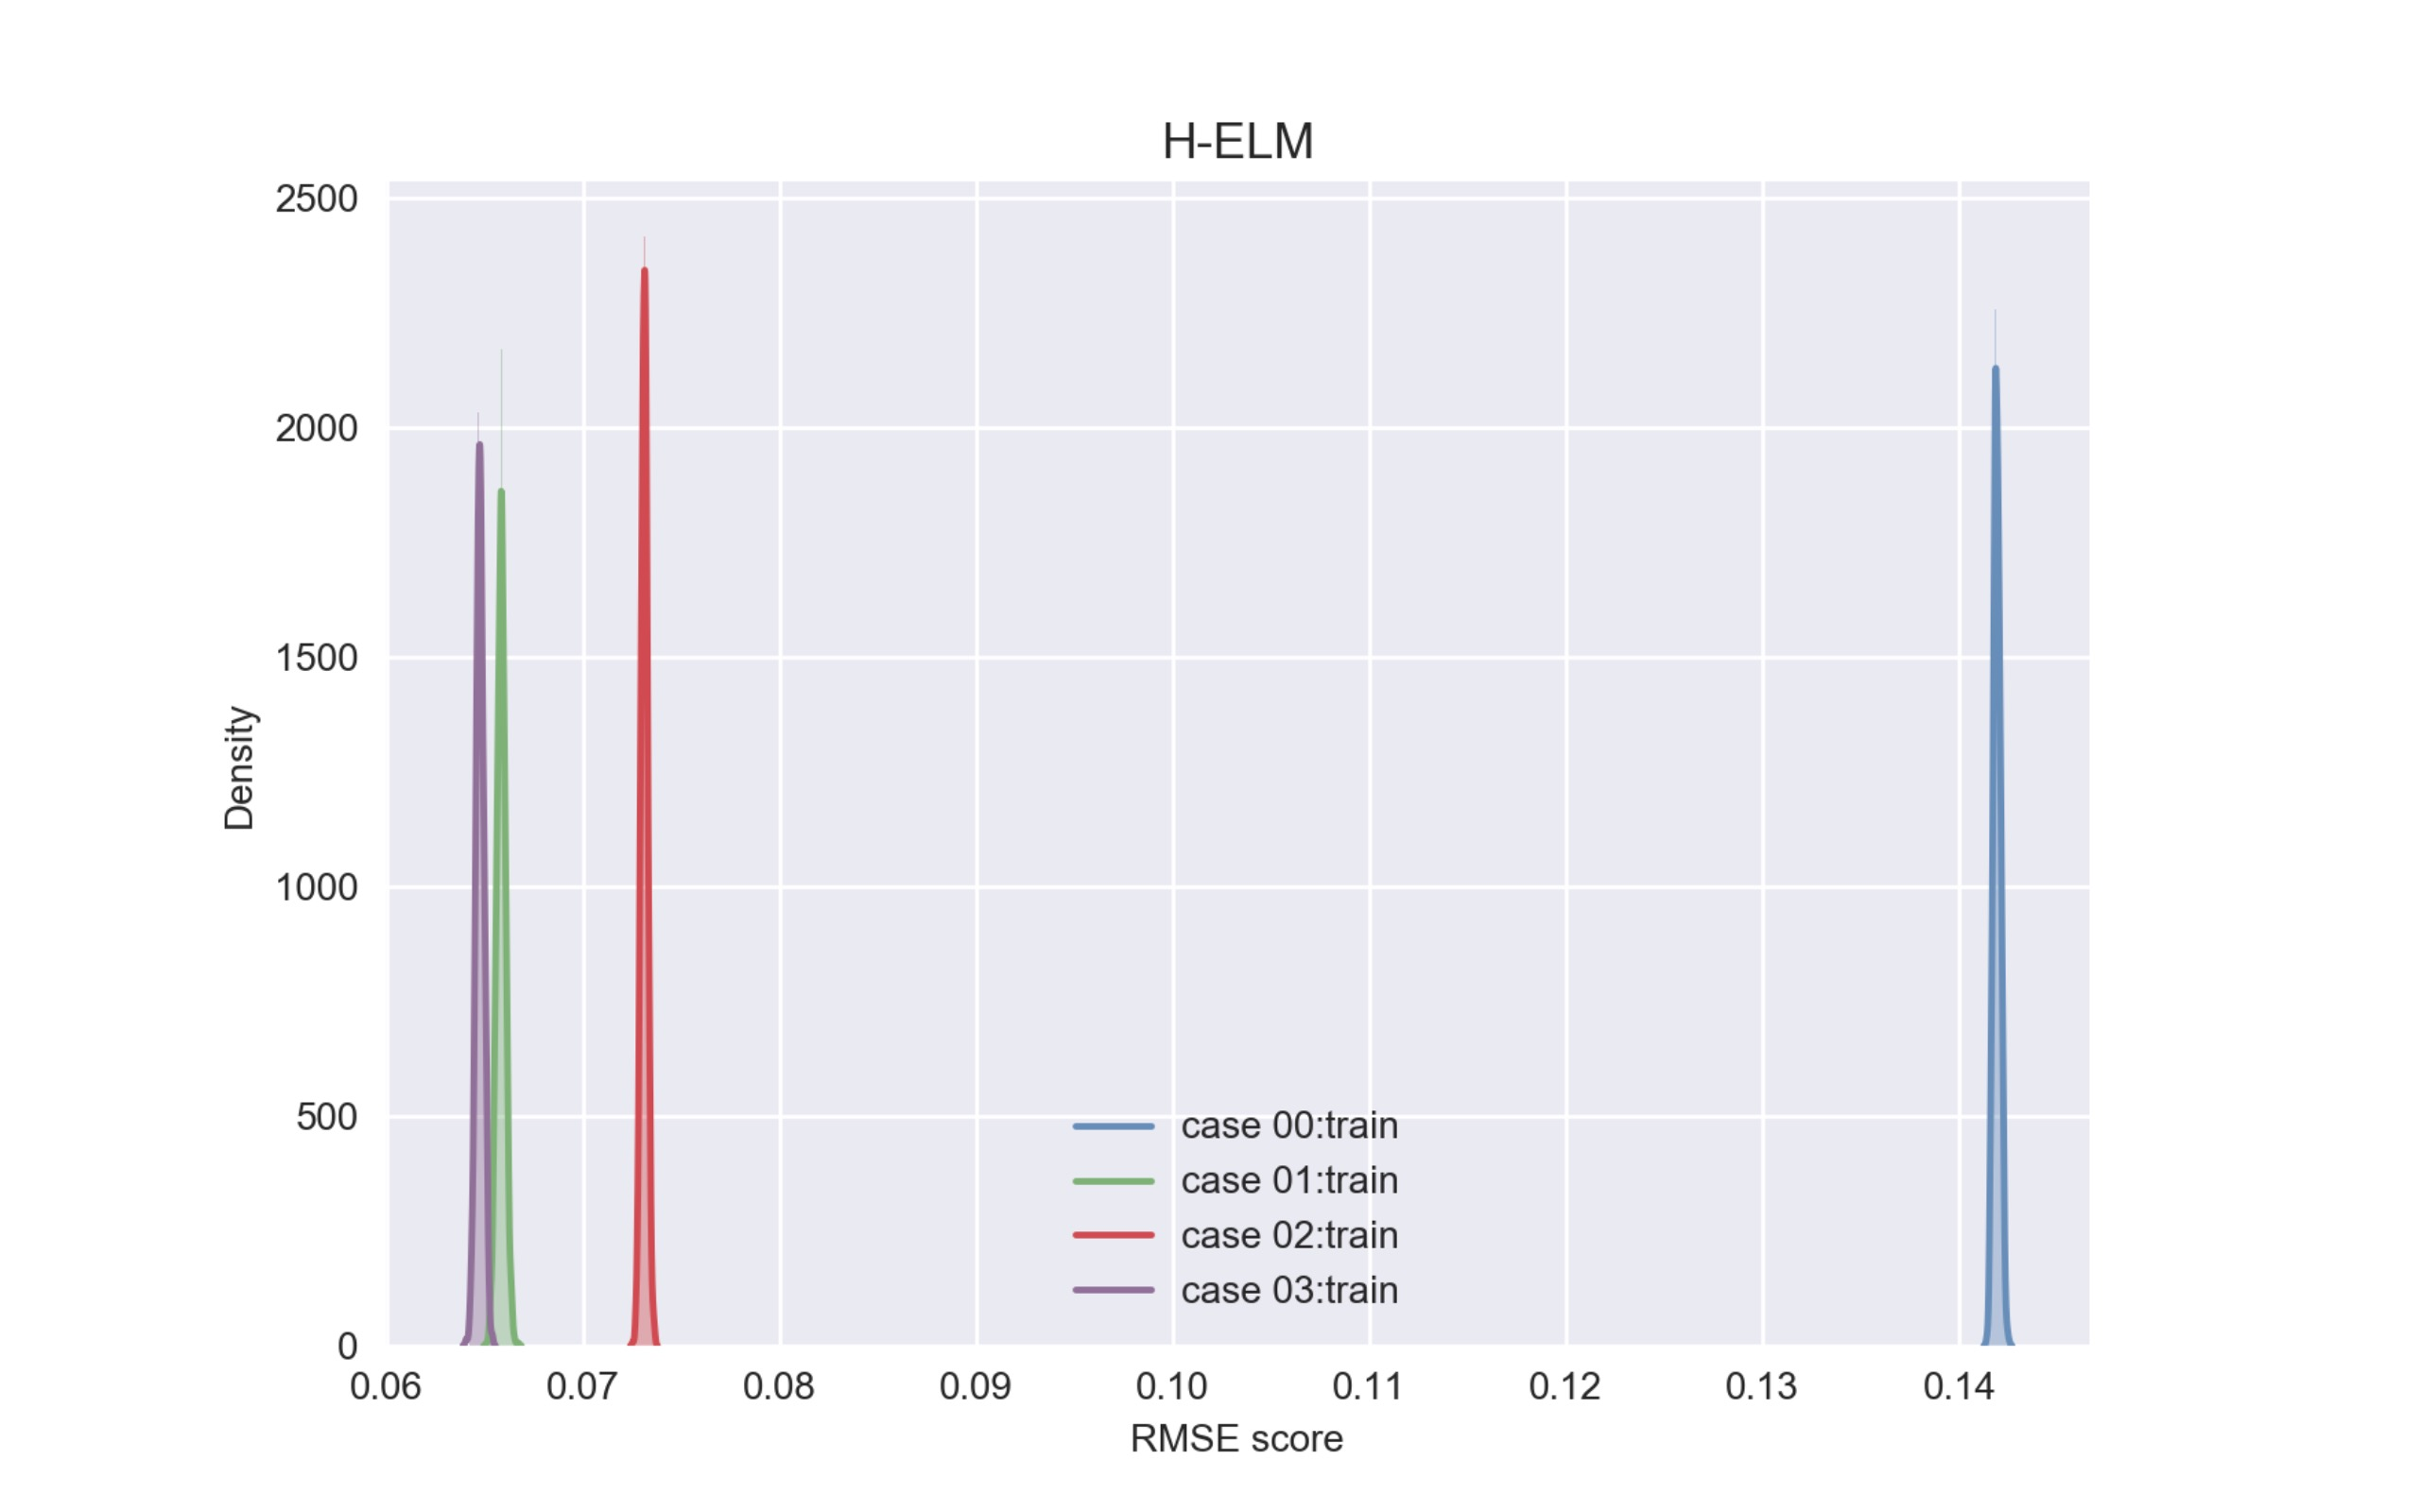 H-ELM
2500
2000
1500
1000
500
0
Density
case 00:train
case 01:train
case 02:train
case 03:train
0.06 0.07 0.08 0.09 0.10 0.11 0.12 0.13 0.14
RMSE score